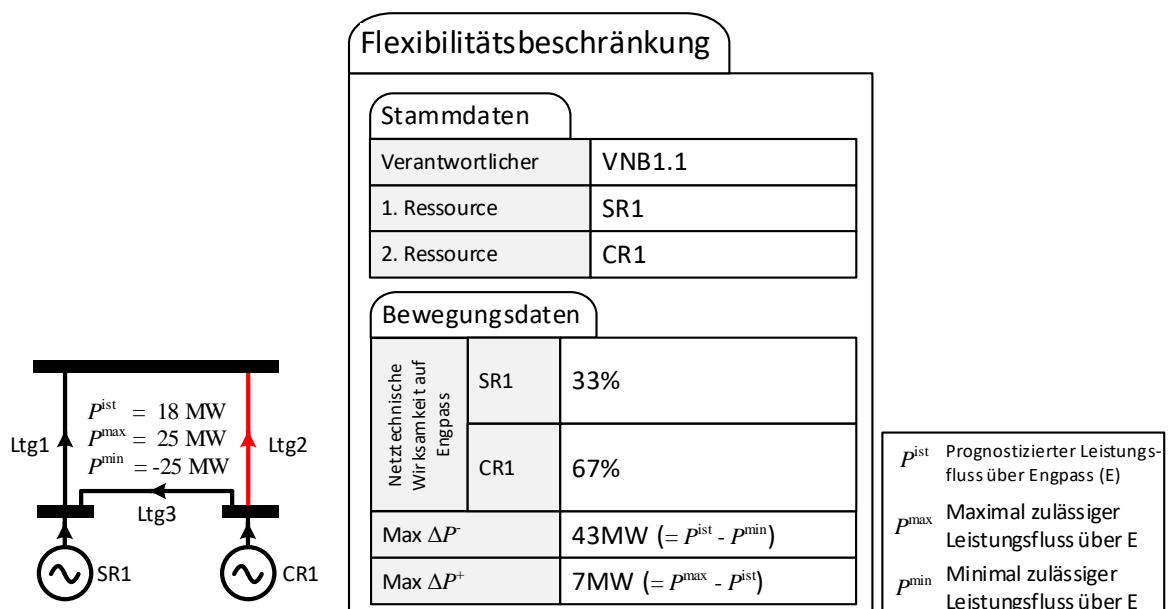 Flexibilitätsbeschränkung
Stammdaten
Verantwortlicher VNB1.1
1. Ressource SR1
2. Ressource CR1
Bewegungsdaten
Netztechnische
Wirksamkeit auf
Engpass
SR1 33%
CR1 67%
Max ΔP⁻ 43MW (= Pⁱˢᵗ - Pᵐⁱⁿ)
Max ΔP⁺ 7MW (= Pᵐᵃˣ - Pⁱˢᵗ)
Pⁱˢᵗ = 18 MW
Pᵐᵃˣ = 25 MW
Pᵐⁱⁿ = -25 MW
Ltg1
Ltg2
Ltg3
SR1
CR1
Pⁱˢᵗ Prognostizierter Leistungs-
fluss über Engpass (E)
Pᵐᵃˣ Maximal zulässiger
Leistungsfluss über E
Pᵐⁱⁿ Minimal zulässiger
Leistungsfluss über E